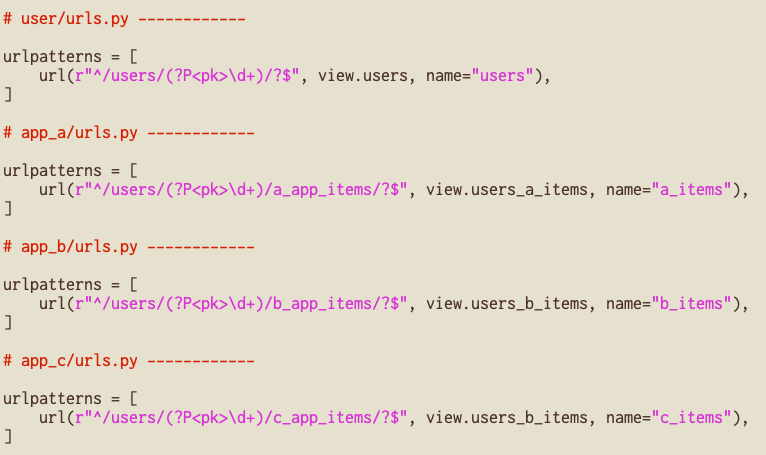 # user/urls.py ------------
urlpatterns = [
    url(r"^/users/(?P<pk>\d+)/?$", view.users, name="users"),
]
# app_a/urls.py ------------
urlpatterns = [
    url(r"^/users/(?P<pk>\d+)/a_app_items/?$", view.users_a_items, name="a_items"),
]
# app_b/urls.py ------------
urlpatterns = [
    url(r"^/users/(?P<pk>\d+)/b_app_items/?$", view.users_b_items, name="b_items"),
]
# app_c/urls.py ------------
urlpatterns = [
    url(r"^/users/(?P<pk>\d+)/c_app_items/?$", view.users_b_items, name="c_items"),
]